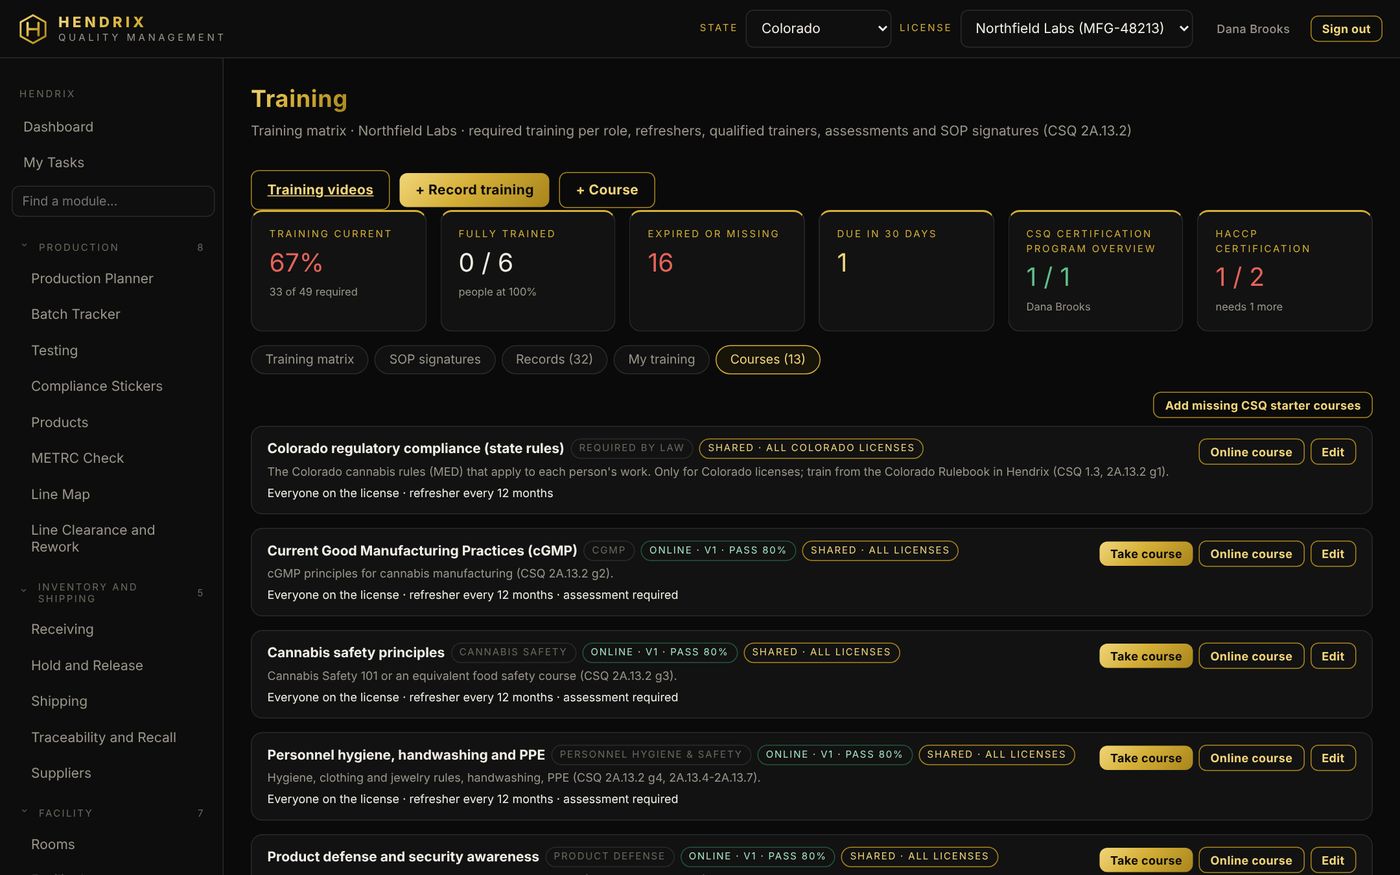 HENDRIX
QUALITY MANAGEMENT
STATE
Colorado
LICENSE
Northfield Labs (MFG-48213)
Dana Brooks
Sign out
HENDRIX
Dashboard
My Tasks
Find a module...
PRODUCTION 8
Production Planner
Batch Tracker
Testing
Compliance Stickers
Products
METRC Check
Line Map
Line Clearance and
Rework
INVENTORY AND
SHIPPING 5
Receiving
Hold and Release
Shipping
Traceability and Recall
Suppliers
FACILITY 7
Rooms
Training
Training matrix · Northfield Labs · required training per role, refreshers, qualified trainers, assessments and SOP signatures (CSQ 2A.13.2)
Training videos
+ Record training
+ Course
TRAINING CURRENT
67%
33 of 49 required
FULLY TRAINED
0 / 6
people at 100%
EXPIRED OR MISSING
16
DUE IN 30 DAYS
1
CSQ CERTIFICATION
PROGRAM OVERVIEW
1 / 1
Dana Brooks
HACCP
CERTIFICATION
1 / 2
needs 1 more
Training matrix
SOP signatures
Records (32)
My training
Courses (13)
Add missing CSQ starter courses
Colorado regulatory compliance (state rules) REQUIRED BY LAW SHARED · ALL COLORADO LICENSES
The Colorado cannabis rules (MED) that apply to each person's work. Only for Colorado licenses; train from the Colorado Rulebook in Hendrix (CSQ 1.3, 2A.13.2 g1).
Everyone on the license · refresher every 12 months
Online course
Edit
Current Good Manufacturing Practices (cGMP) CGMP ONLINE · V1 · PASS 80% SHARED · ALL LICENSES
cGMP principles for cannabis manufacturing (CSQ 2A.13.2 g2).
Everyone on the license · refresher every 12 months · assessment required
Take course
Online course
Edit
Cannabis safety principles CANNABIS SAFETY ONLINE · V1 · PASS 80% SHARED · ALL LICENSES
Cannabis Safety 101 or an equivalent food safety course (CSQ 2A.13.2 g3).
Everyone on the license · refresher every 12 months · assessment required
Take course
Online course
Edit
Personnel hygiene, handwashing and PPE PERSONNEL HYGIENE & SAFETY ONLINE · V1 · PASS 80% SHARED · ALL LICENSES
Hygiene, clothing and jewelry rules, handwashing, PPE (CSQ 2A.13.2 g4, 2A.13.4-2A.13.7).
Everyone on the license · refresher every 12 months · assessment required
Take course
Online course
Edit
Product defense and security awareness PRODUCT DEFENSE ONLINE · V1 · PASS 80% SHARED · ALL LICENSES
Take course
Online course
Edit